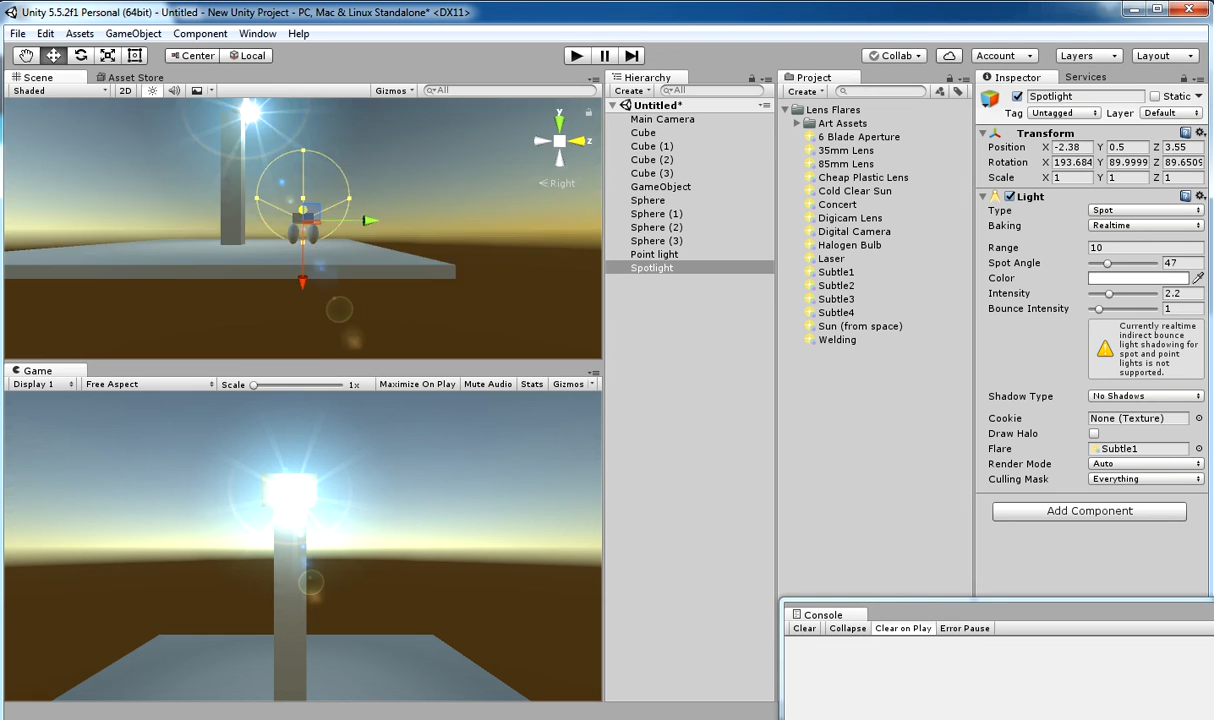 Unity 5.5.2f1 Personal (64bit) - Untitled - New Unity Project - PC, Mac & Linux Standalone* <DX11>
File Edit Assets GameObject Component Window Help
Center Local Collab Account Layers Layout
Scene Asset Store
Shaded 2D Gizmos All
Y
Z
Right
Game
Display 1 Free Aspect Scale 1x Maximize On Play Mute Audio Stats Gizmos
Hierarchy
Create All
Untitled*
Main Camera
Cube
Cube (1)
Cube (2)
Cube (3)
GameObject
Sphere
Sphere (1)
Sphere (2)
Sphere (3)
Point light
Spotlight
Project
Create
Lens Flares
Art Assets
6 Blade Aperture
35mm Lens
85mm Lens
Cheap Plastic Lens
Cold Clear Sun
Concert
Digicam Lens
Digital Camera
Halogen Bulb
Laser
Subtle1
Subtle2
Subtle3
Subtle4
Sun (from space)
Welding
Inspector Services
Spotlight Static
Tag Untagged Layer Default
Transform
Position X -2.38 Y 0.5 Z 3.55
Rotation X 193.684 Y 89.9999 Z 89.6509
Scale X 1 Y 1 Z 1
Light
Type Spot
Baking Realtime
Range 10
Spot Angle 47
Color
Intensity 2.2
Bounce Intensity 1
Currently realtime
indirect bounce
light shadowing for
spot and point
lights is not
supported.
Shadow Type No Shadows
Cookie None (Texture)
Draw Halo
Flare Subtle1
Render Mode Auto
Culling Mask Everything
Add Component
Console
Clear Collapse Clear on Play Error Pause